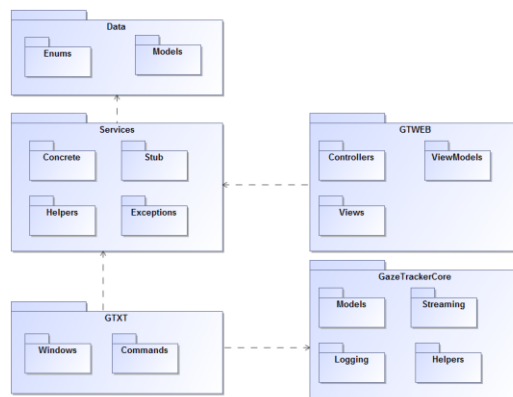 Data
Enums
Models
Services
Concrete
Stub
Helpers
Exceptions
GTWEB
Controllers
ViewModels
Views
GTXT
Windows
Commands
GazeTrackerCore
Models
Streaming
Logging
Helpers